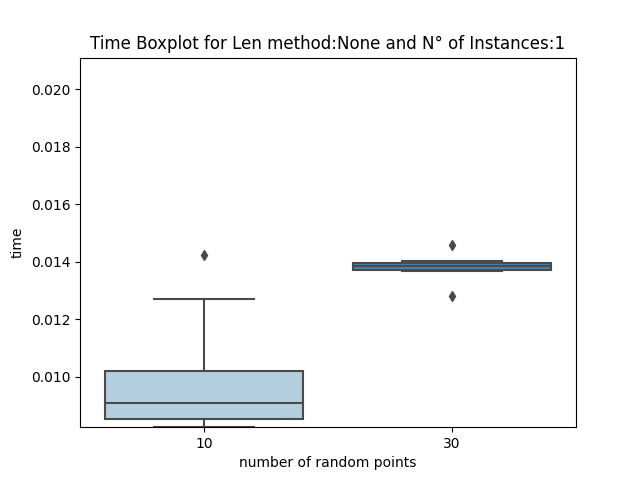 Time Boxplot for Len method:None and N° of Instances:1
0.020
0.018
0.016
0.014
0.012
0.010
time
10 30
number of random points